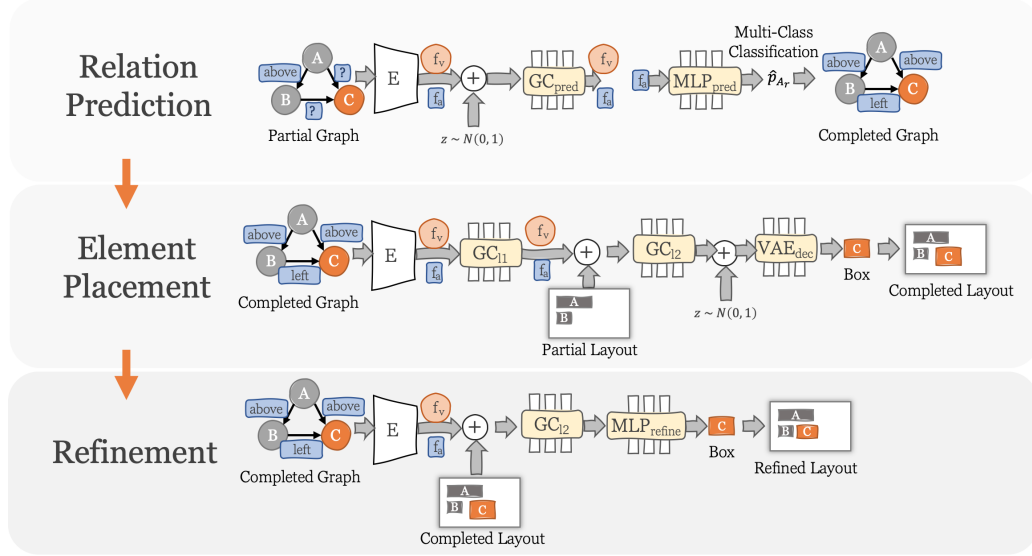 Relation
Prediction
A
above
?
B
?
C
Partial Graph
E
f_v
f_a
+
z ~ N(0,1)
GC_pred
f_v
f_a
f_a
MLP_pred
Multi-Class
Classification
p̂_{A_r}
A
above
above
B
left
C
Completed Graph
Element
Placement
A
above
above
B
left
C
Completed Graph
E
f_v
f_a
GC_l1
f_v
f_a
+
A
B
Partial Layout
GC_l2
+
z ~ N(0,1)
VAE_dec
C
Box
A
B
C
Completed Layout
Refinement
A
above
above
B
left
C
Completed Graph
E
f_v
f_a
+
A
B
C
Completed Layout
GC_l2
MLP_refine
C
Box
A
B
C
Refined Layout